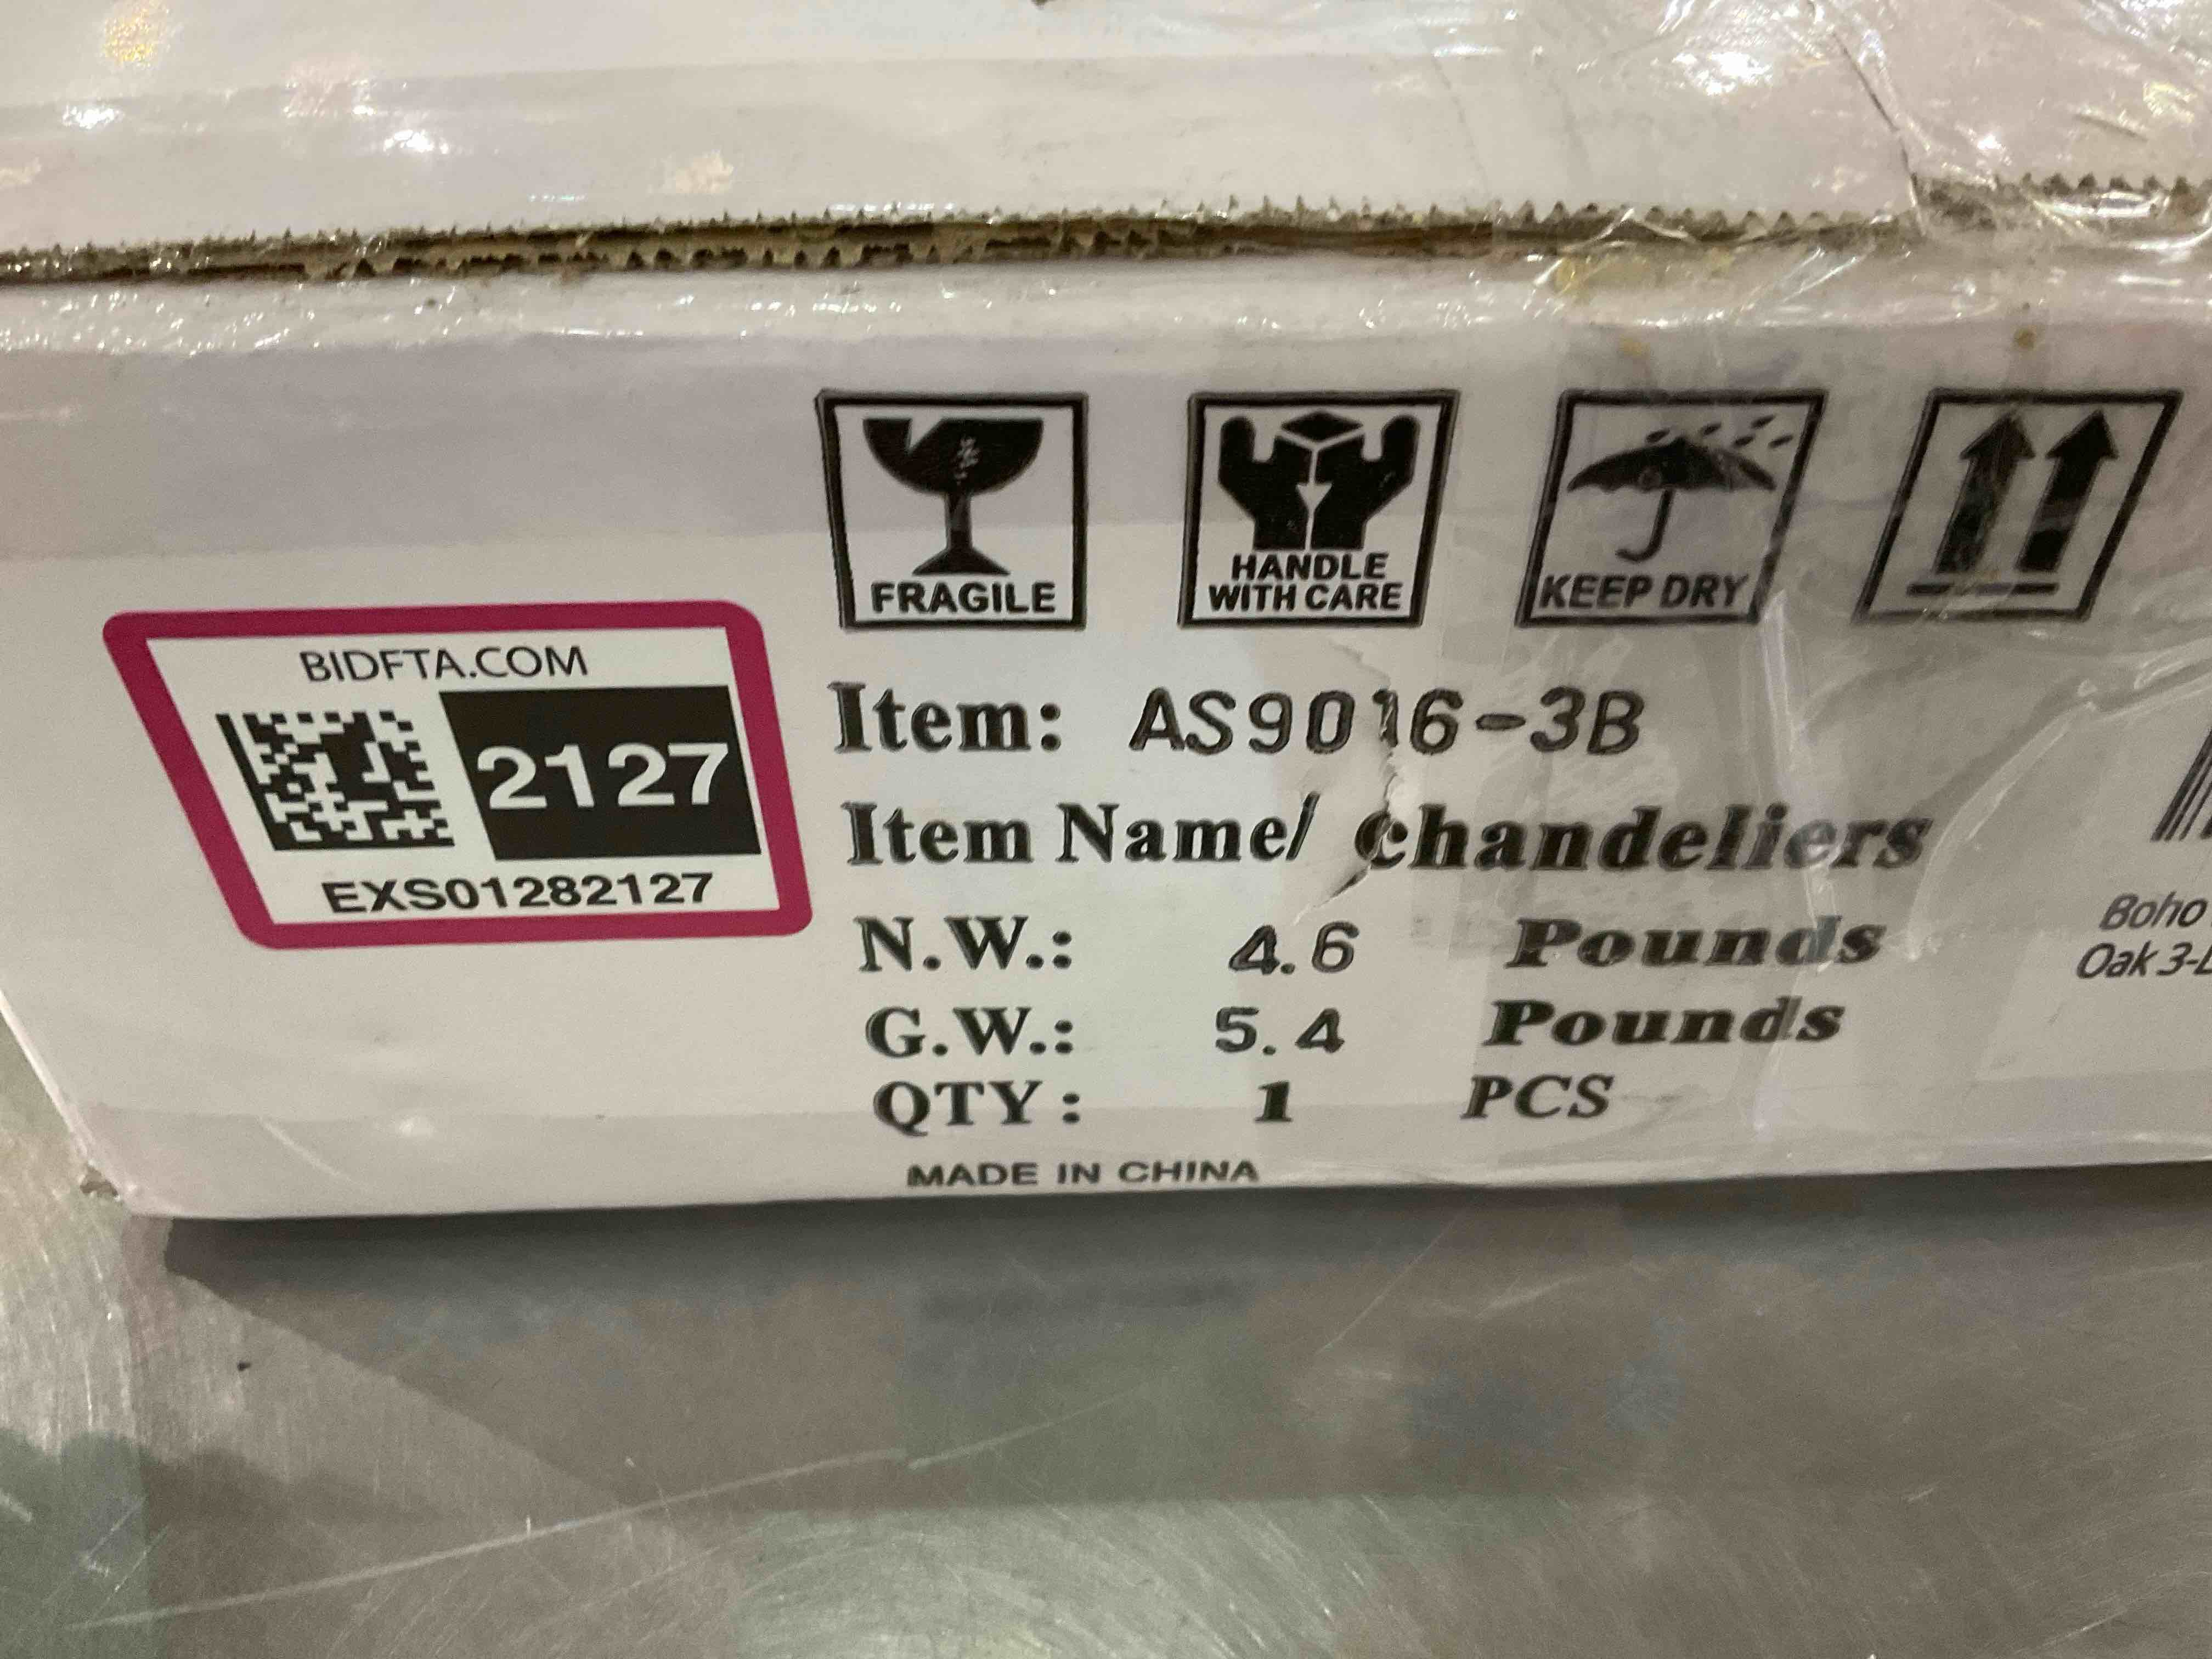 FRAGILE
HANDLE
WITH CARE
KEEP DRY
BIDFTA.COM
2127
EXS01282127
Item: AS9016-3B
Item Name/ Chandeliers
N.W.: 4.6 Pounds
G.W.: 5.4 Pounds
QTY: 1 PCS
MADE IN CHINA
Boho
Oak 3-L